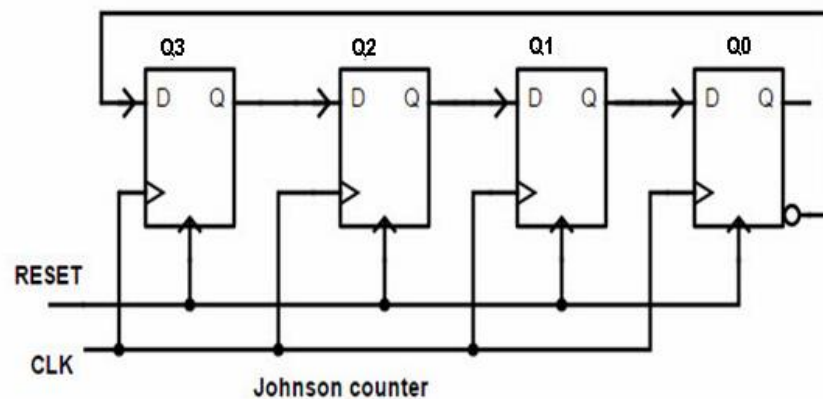 Q3 Q2 Q1 Q0
D Q D Q D Q D Q
RESET
CLK
Johnson counter